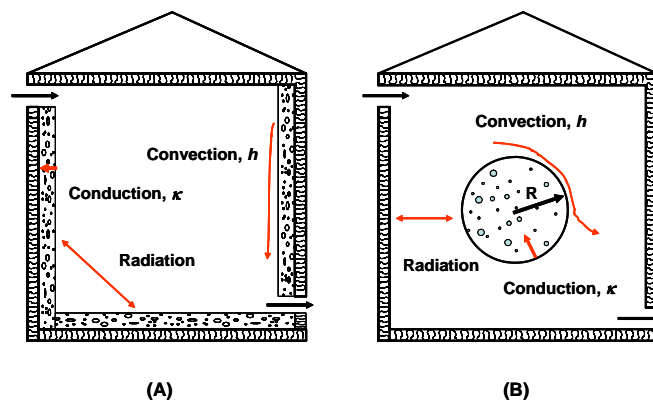 Convection, h
Conduction, κ
Radiation
(A)
Convection, h
R
Radiation
Conduction, κ
(B)